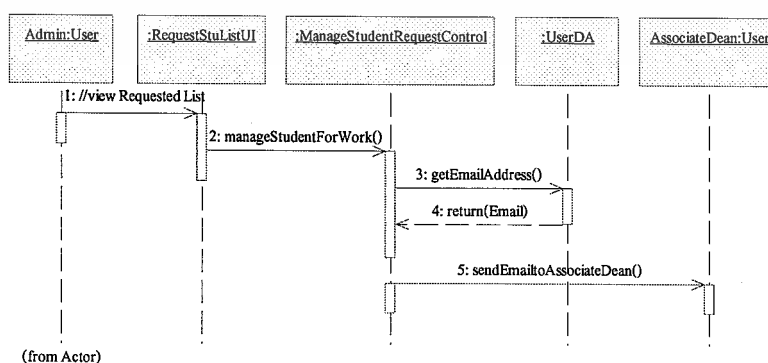 Admin:User
:RequestStuListUI
:ManageStudentRequestControl
:UserDA
AssociateDean:User
1: //view Requested List
2: manageStudentForWork()
3: getEmailAddress()
4: return(Email)
5: sendEmailtoAssociateDean()
(from Actor)